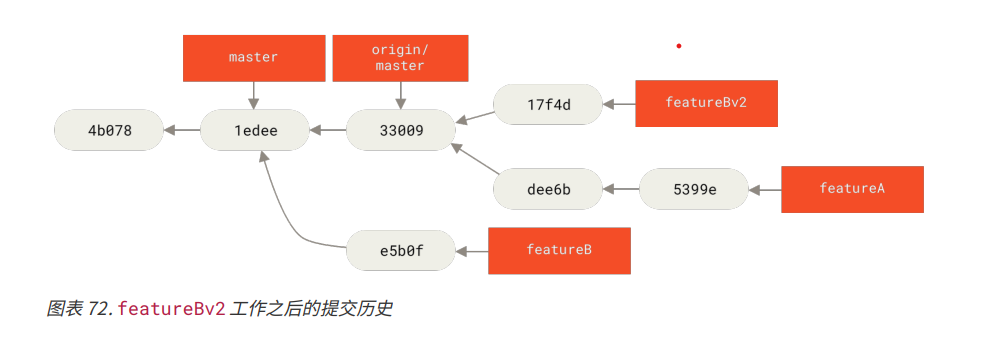 master
origin/
master
17f4d
featureBv2
4b078
1edee
33009
dee6b
5399e
featureA
e5b0f
featureB
图表 72. featureBv2 工作之后的提交历史